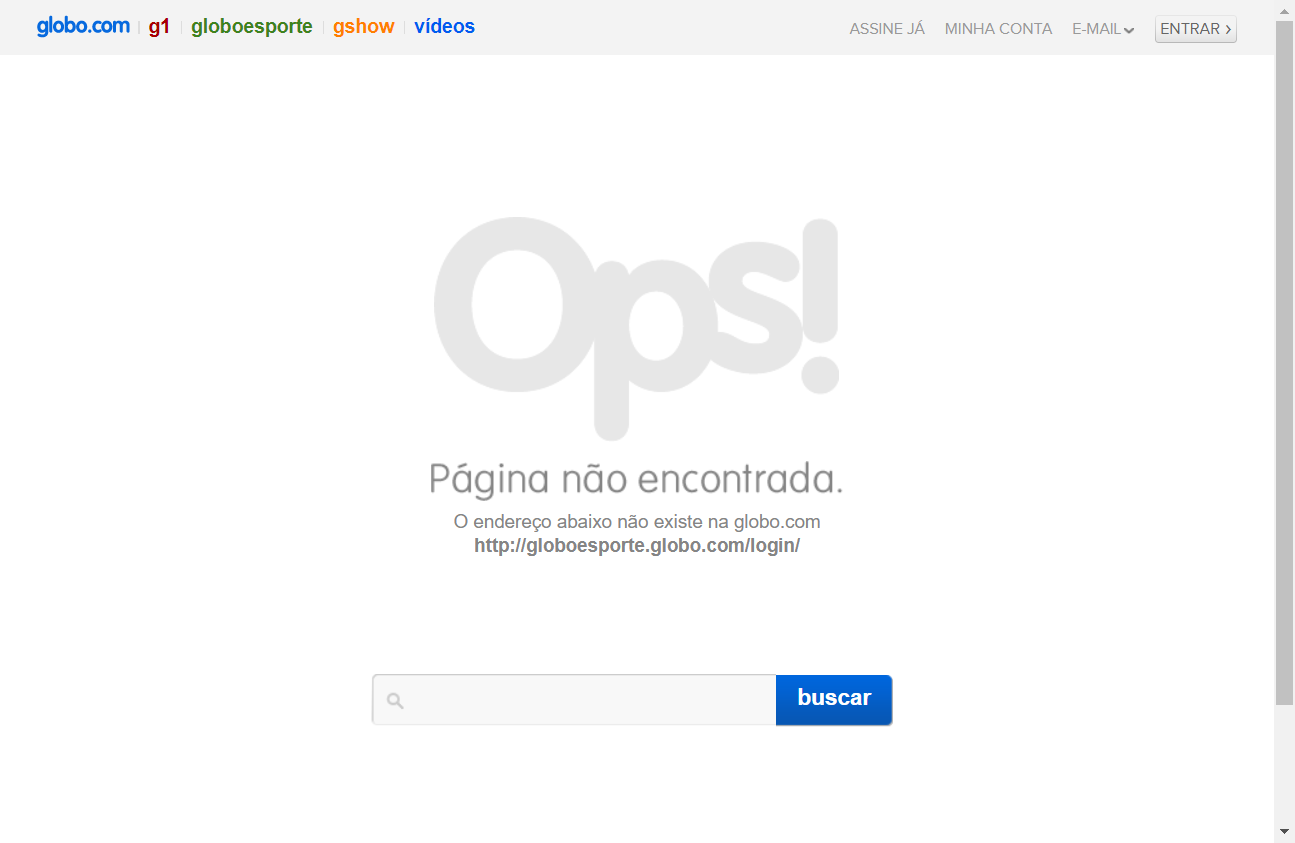 globo.com g1 globoesporte gshow vídeos ASSINE JÁ MINHA CONTA E-MAIL ENTRAR ›
Ops!
Página não encontrada.
O endereço abaixo não existe na globo.com
http://globoesporte.globo.com/login/
buscar